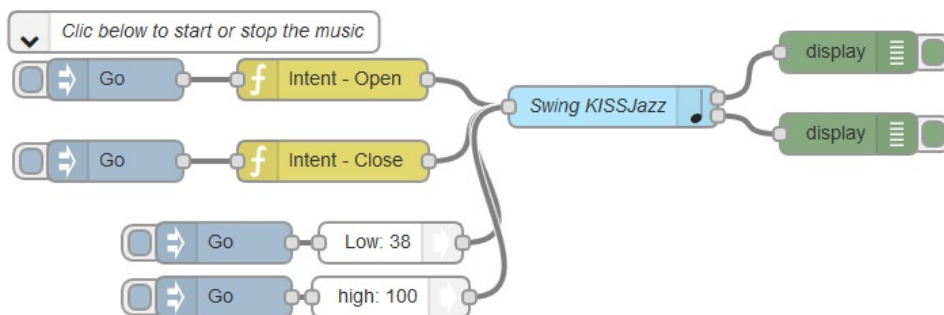 Clic below to start or stop the music
Go
Intent - Open
Swing KISSJazz
display
display
Go
Intent - Close
Go
Low: 38
Go
high: 100